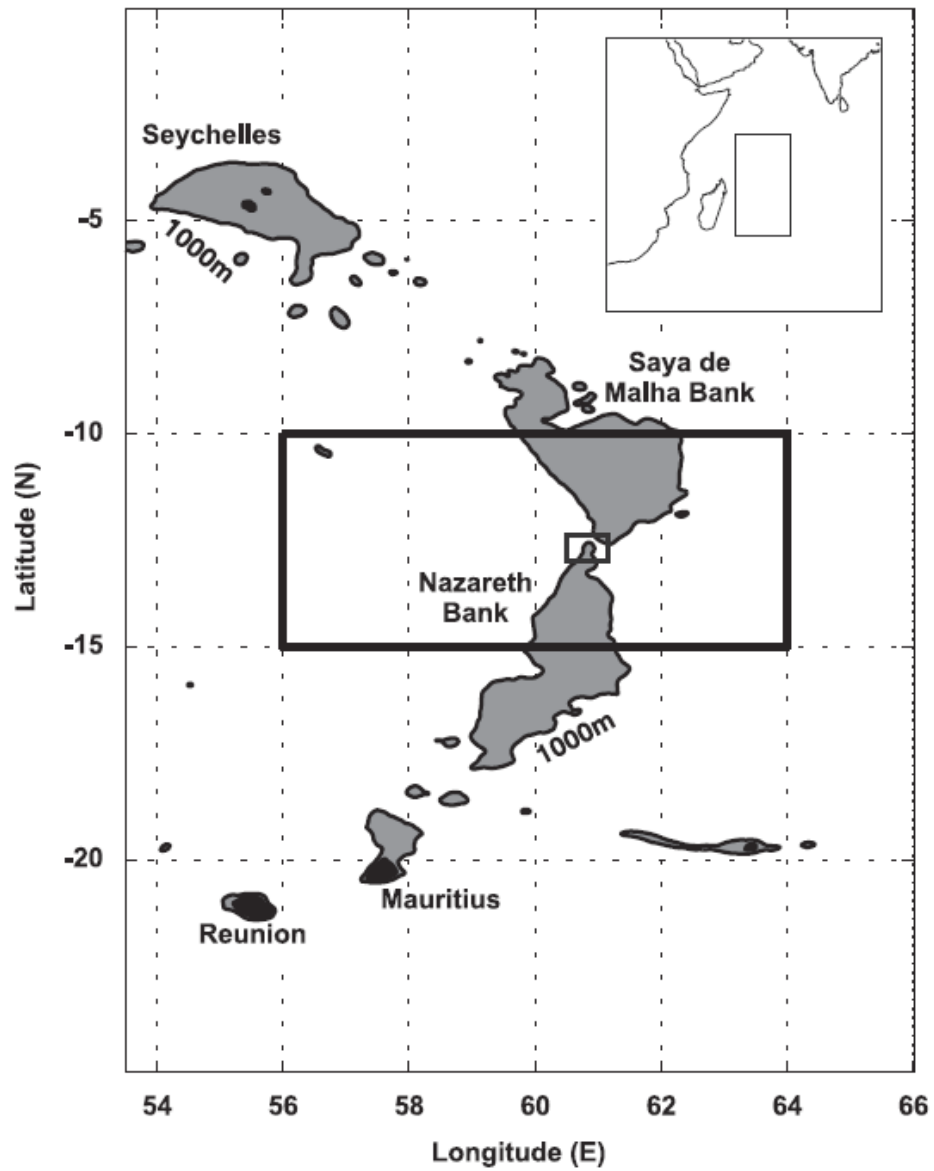 Seychelles
1000m
Saya de
Malha Bank
Nazareth
Bank
1000m
Mauritius
Reunion
-5
-10
-15
-20
Latitude (N)
54 56 58 60 62 64 66
Longitude (E)